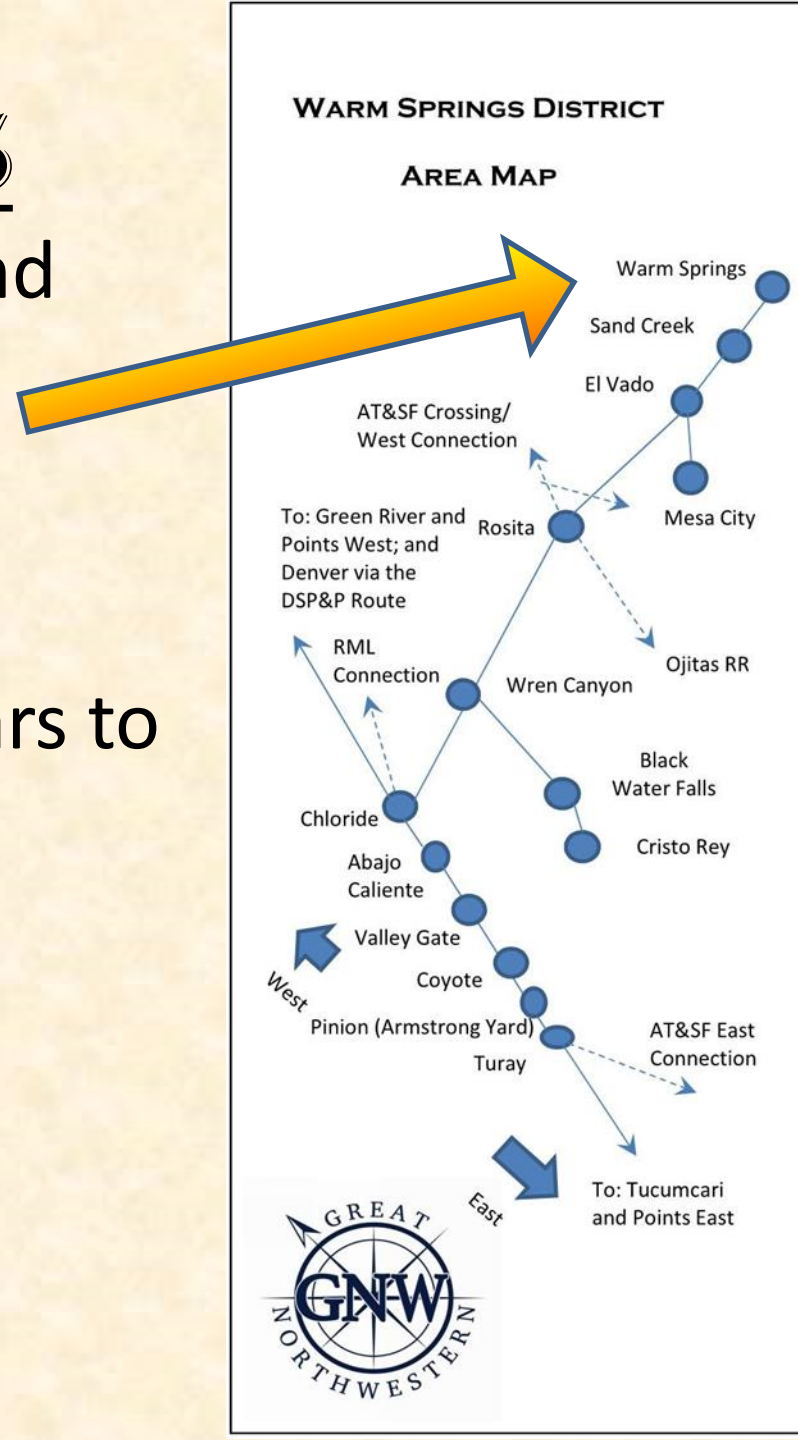 nd
rs to
WARM SPRINGS DISTRICT
AREA MAP
Warm Springs
Sand Creek
El Vado
AT&SF Crossing/
West Connection
Mesa City
To: Green River and
Points West; and
Denver via the
DSP&P Route
Rosita
RML
Connection
Ojitas RR
Wren Canyon
Black
Water Falls
Chloride
Cristo Rey
Abajo
Caliente
Valley Gate
West
Coyote
Pinion (Armstrong Yard)
AT&SF East
Connection
Turay
East
To: Tucumcari
and Points East
GREAT
GNW
NORTHWESTERN